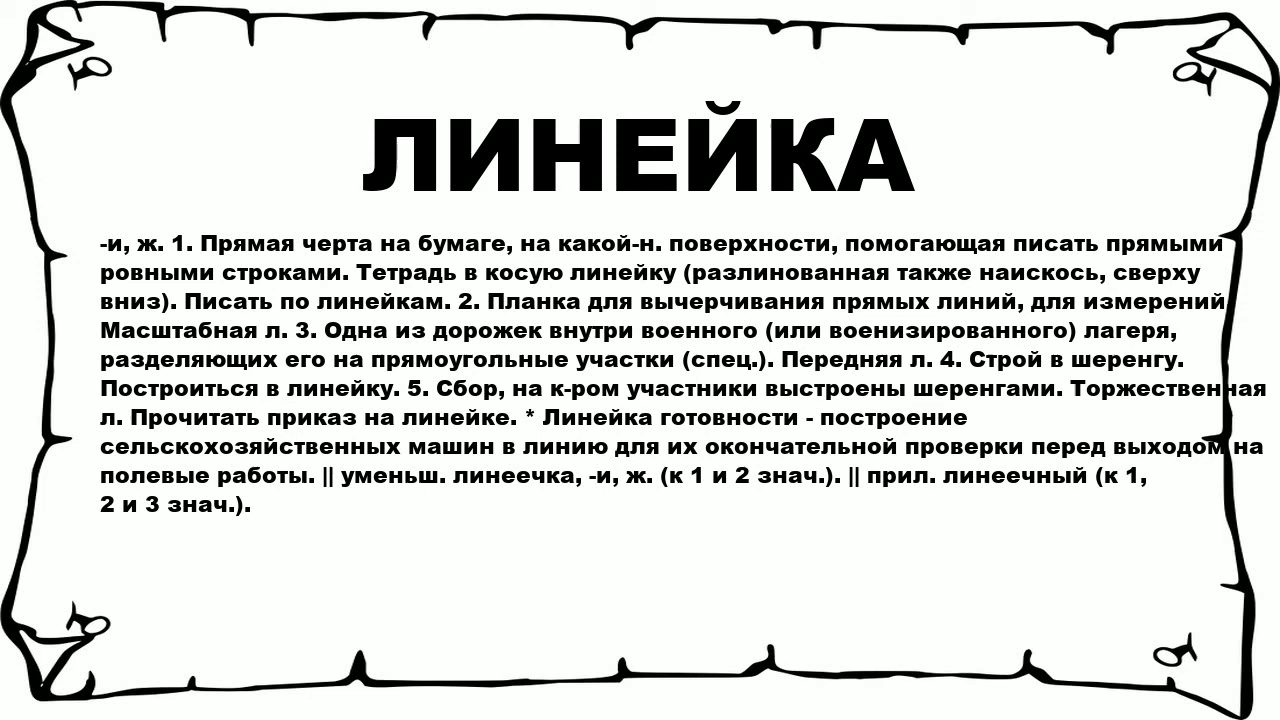 ЛИНЕЙКА
-и, ж. 1. Прямая черта на бумаге, на какой-н. поверхности, помогающая писать прямыми
ровными строками. Тетрадь в косую линейку (разлинованная также наискось, сверху
вниз). Писать по линейкам. 2. Планка для вычерчивания прямых линий, для измерений.
Масштабная л. 3. Одна из дорожек внутри военного (или военизированного) лагеря,
разделяющих его на прямоугольные участки (спец.). Передняя л. 4. Строй в шеренгу.
Построиться в линейку. 5. Сбор, на к-ром участники выстроены шеренгами. Торжественная
л. Прочитать приказ на линейке. * Линейка готовности - построение
сельскохозяйственных машин в линию для их окончательной проверки перед выходом на
полевые работы. || уменьш. линеечка, -и, ж. (к 1 и 2 знач.). || прил. линеечный (к 1,
2 и 3 знач.).